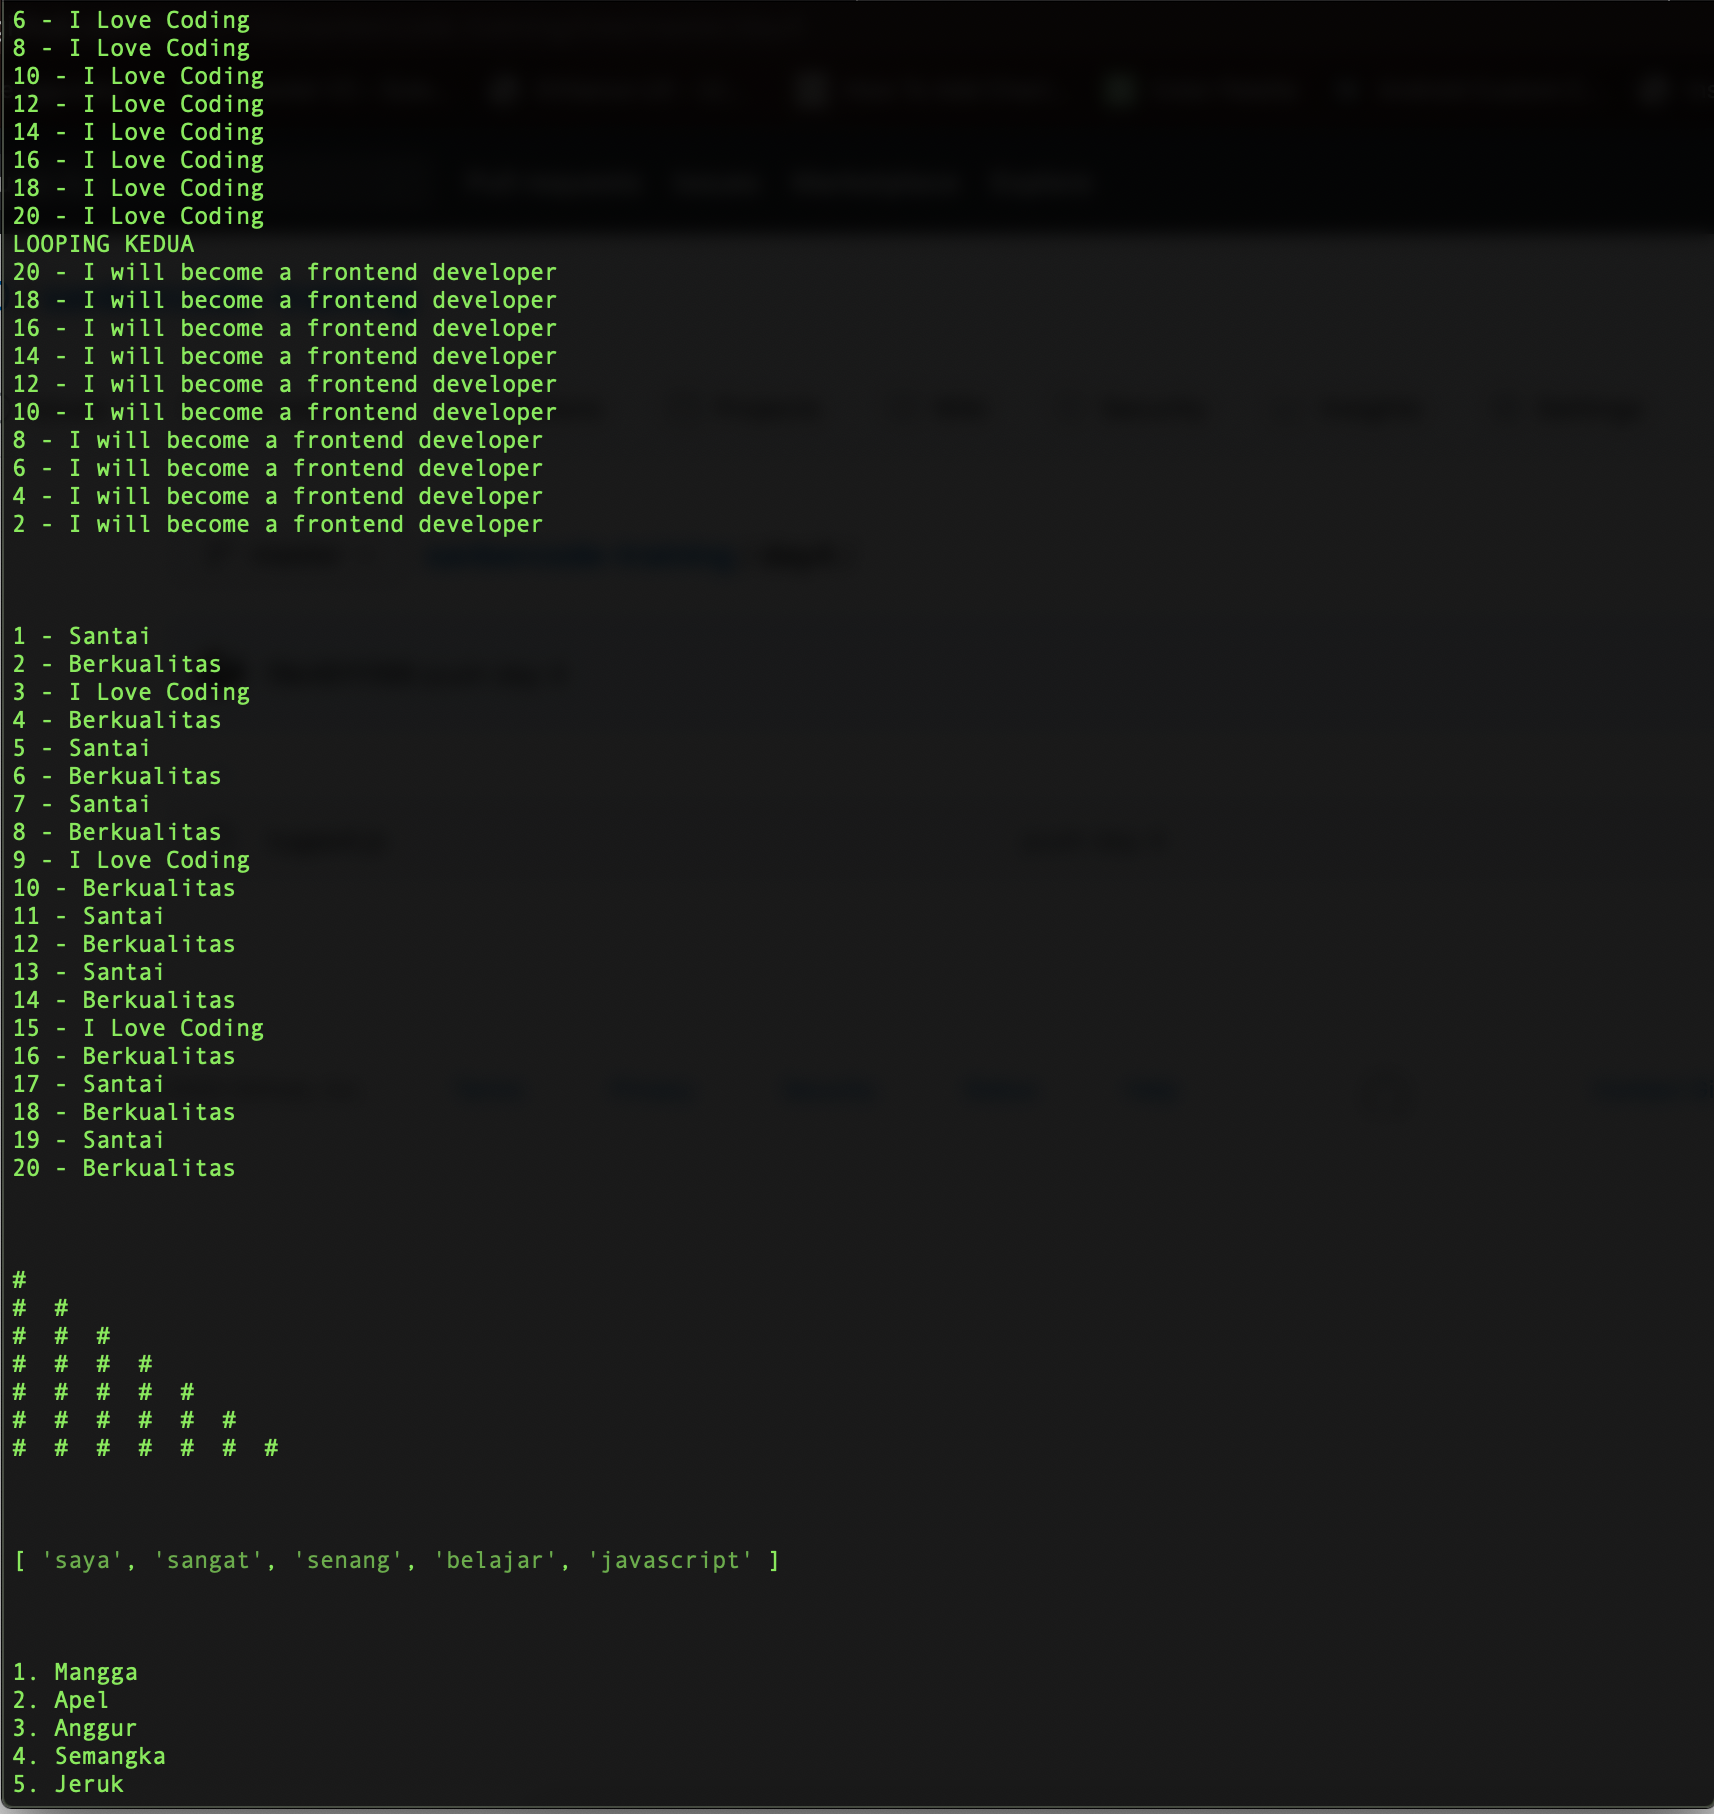 6 - I Love Coding
8 - I Love Coding
10 - I Love Coding
12 - I Love Coding
14 - I Love Coding
16 - I Love Coding
18 - I Love Coding
20 - I Love Coding
LOOPING KEDUA
20 - I will become a frontend developer
18 - I will become a frontend developer
16 - I will become a frontend developer
14 - I will become a frontend developer
12 - I will become a frontend developer
10 - I will become a frontend developer
8 - I will become a frontend developer
6 - I will become a frontend developer
4 - I will become a frontend developer
2 - I will become a frontend developer
1 - Santai
2 - Berkualitas
3 - I Love Coding
4 - Berkualitas
5 - Santai
6 - Berkualitas
7 - Santai
8 - Berkualitas
9 - I Love Coding
10 - Berkualitas
11 - Santai
12 - Berkualitas
13 - Santai
14 - Berkualitas
15 - I Love Coding
16 - Berkualitas
17 - Santai
18 - Berkualitas
19 - Santai
20 - Berkualitas
#
#  #
#  #  #
#  #  #  #
#  #  #  #  #
#  #  #  #  #  #
#  #  #  #  #  #  #
[ 'saya', 'sangat', 'senang', 'belajar', 'javascript' ]
1. Mangga
2. Apel
3. Anggur
4. Semangka
5. Jeruk